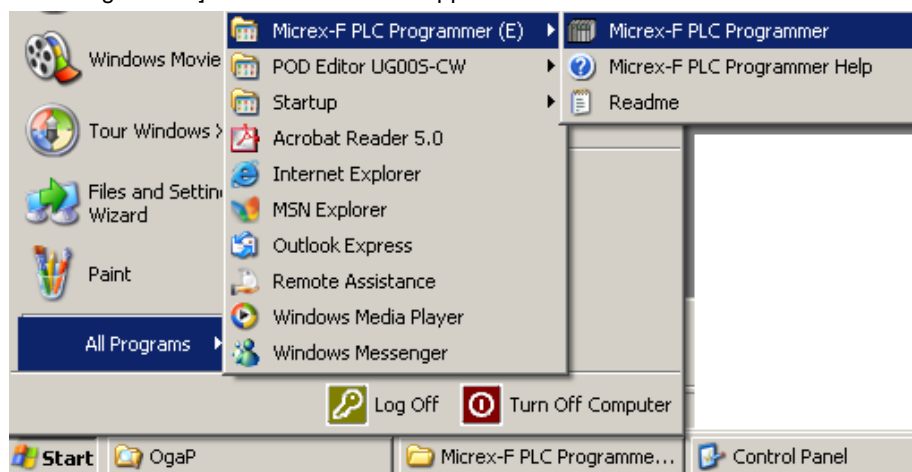 Windows Movie
Tour Windows X
Files and Settin
Wizard
Paint
All Programs
Micrex-F PLC Programmer (E)
POD Editor UG00S-CW
Startup
Acrobat Reader 5.0
Internet Explorer
MSN Explorer
Outlook Express
Remote Assistance
Windows Media Player
Windows Messenger
Micrex-F PLC Programmer
Micrex-F PLC Programmer Help
Readme
Log Off
Turn Off Computer
Start
OgaP
Micrex-F PLC Programme...
Control Panel